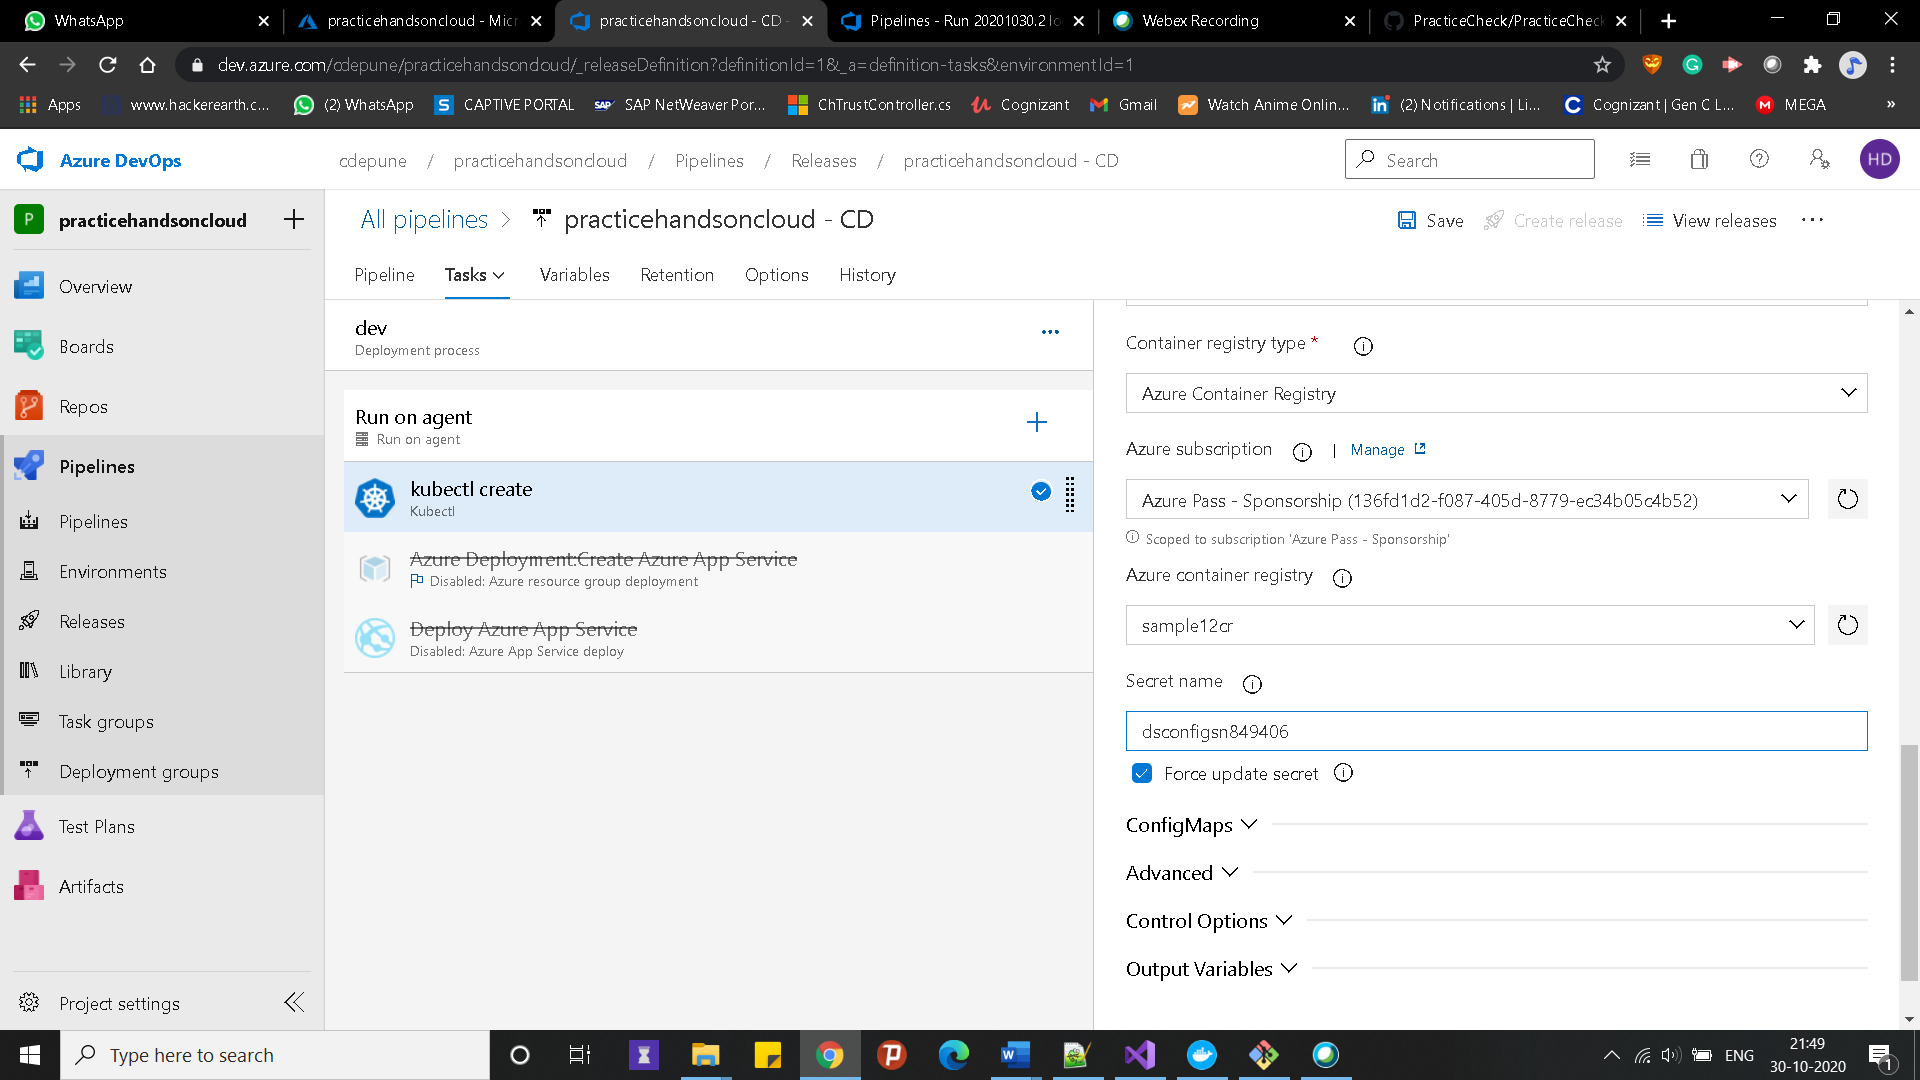 WhatsApp
practicehandsoncloud - Micr
practicehandsoncloud - CD -
Pipelines - Run 20201030.2 lo
Webex Recording
PracticeCheck/PracticeCheck
dev.azure.com/cdepune/practicehandsoncloud/_releaseDefinition?definitionId=1&_a=definition-tasks&environmentId=1
Apps
www.hackerearth.c...
(2) WhatsApp
CAPTIVE PORTAL
SAP NetWeaver Por...
ChTrustController.cs
Cognizant
Gmail
Watch Anime Onlin...
(2) Notifications | Li...
Cognizant | Gen C L...
MEGA
»
Azure DevOps
cdepune / practicehandsoncloud / Pipelines / Releases / practicehandsoncloud - CD
Search
HD
P
practicehandsoncloud
Overview
Boards
Repos
Pipelines
Pipelines
Environments
Releases
Library
Task groups
Deployment groups
Test Plans
Artifacts
Project settings
All pipelines > practicehandsoncloud - CD
Save
Create release
View releases
Pipeline
Tasks
Variables
Retention
Options
History
dev
Deployment process
Run on agent
Run on agent
kubectl create
Kubectl
Azure Deployment:Create Azure App Service
Disabled: Azure resource group deployment
Deploy Azure App Service
Disabled: Azure App Service deploy
Container registry type *
Azure Container Registry
Azure subscription | Manage
Azure Pass - Sponsorship (136fd1d2-f087-405d-8779-ec34b05c4b52)
Scoped to subscription 'Azure Pass - Sponsorship'
Azure container registry
sample12cr
Secret name
dsconfigsn849406
Force update secret
ConfigMaps
Advanced
Control Options
Output Variables
Type here to search
ENG
21:49
30-10-2020
1